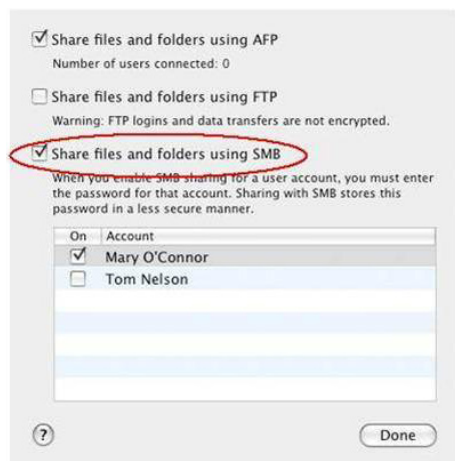 Share files and folders using AFP
Number of users connected: 0
Share files and folders using FTP
Warning: FTP logins and data transfers are not encrypted.
Share files and folders using SMB
When you enable SMB sharing for a user account, you must enter
the password for that account. Sharing with SMB stores this
password in a less secure manner.
On Account
Mary O'Connor
Tom Nelson
? Done